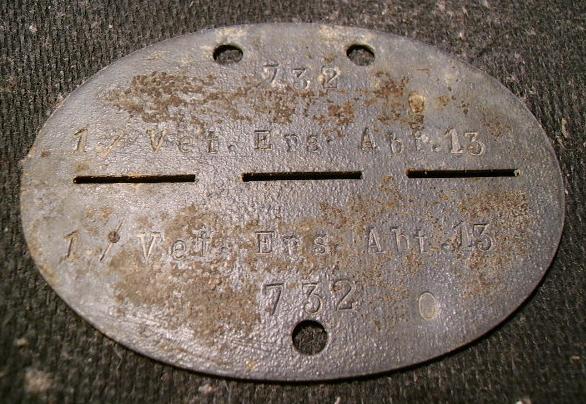 732
1./ Vet. Ers. Abt. 13
O
1./ Vet. Ers. Abt. 13
732
O